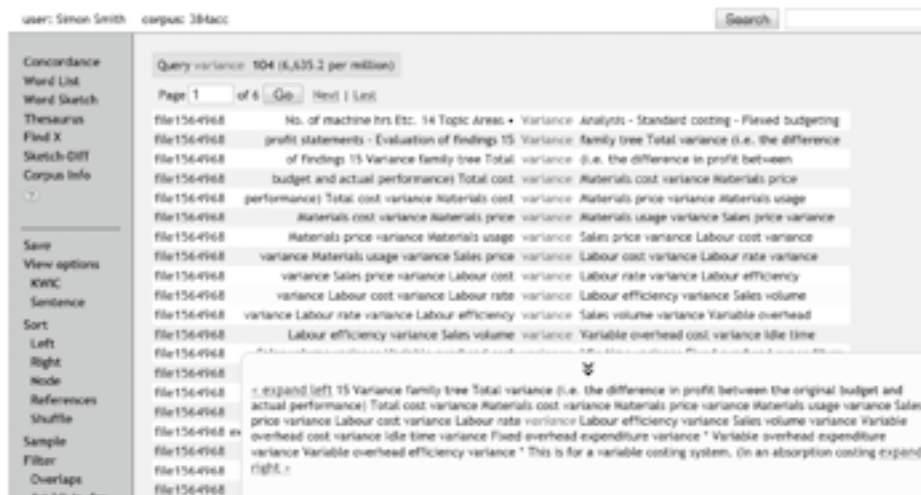 user: Simon Smith corpus: 384acc
Search
Concordance
Word List
Word Sketch
Thesaurus
Find X
Sketch-Diff
Corpus Info
?
Save
View options
KWIC
Sentence
Sort
Left
Right
Node
References
Shuffle
Sample
Filter
Overlaps
Query variance 104 (6,635.2 per million)
Page 1 of 6 Go Next | Last
file1564968 No. of machine hrs Etc. 14 Topic Areas • Variance Analysis - Standard costing - Flexed budgeting
file1564968 profit statements - Evaluation of findings 15 Variance family tree Total variance (i.e. the difference
file1564968 of findings 15 Variance family tree Total variance (i.e. the difference in profit between
file1564968 budget and actual performance) Total cost variance Materials cost variance Materials price
file1564968 performance) Total cost variance Materials cost variance Materials price variance Materials usage
file1564968 Materials cost variance Materials price variance Materials usage variance Sales price variance
file1564968 Materials price variance Materials usage variance Sales price variance Labour cost variance
file1564968 variance Materials usage variance Sales price variance Labour cost variance Labour rate variance
file1564968 variance Sales price variance Labour cost variance Labour rate variance Labour efficiency
file1564968 variance Labour cost variance Labour rate variance Labour efficiency variance Sales volume
file1564968 variance Labour rate variance Labour efficiency variance Sales volume variance Variable overhead
file1564968 Labour efficiency variance Sales volume variance Variable overhead cost variance Idle time
file1564968
file1564968
file1564968
file1564968
file1564968 ex
file1564968
file1564968
file1564968
< expand left 15 Variance family tree Total variance (i.e. the difference in profit between the original budget and
actual performance) Total cost variance Materials cost variance Materials price variance Materials usage variance Sales
price variance Labour cost variance Labour rate variance Labour efficiency variance Sales volume variance Variable
overhead cost variance Idle time variance Fixed overhead expenditure variance * Variable overhead expenditure
variance Variable overhead efficiency variance * This is for a variable costing system. (In an absorption costing expand
right >